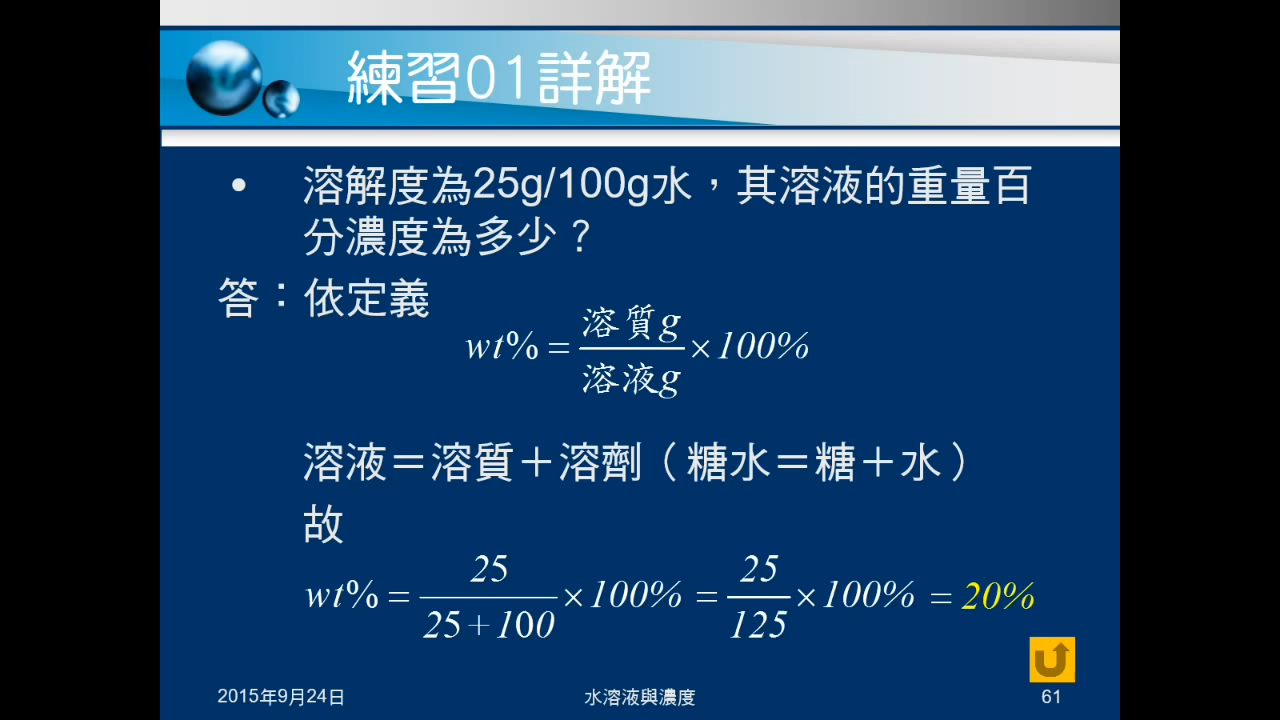 練習01詳解
• 溶解度為25g/100g水，其溶液的重量百
分濃度為多少？
答：依定義
wt% = 溶質g/溶液g × 100%
溶液＝溶質＋溶劑（糖水＝糖＋水）
故
wt% = 25/(25+100) × 100% = 25/125 × 100% = 20%
2015年9月24日 水溶液與濃度 61